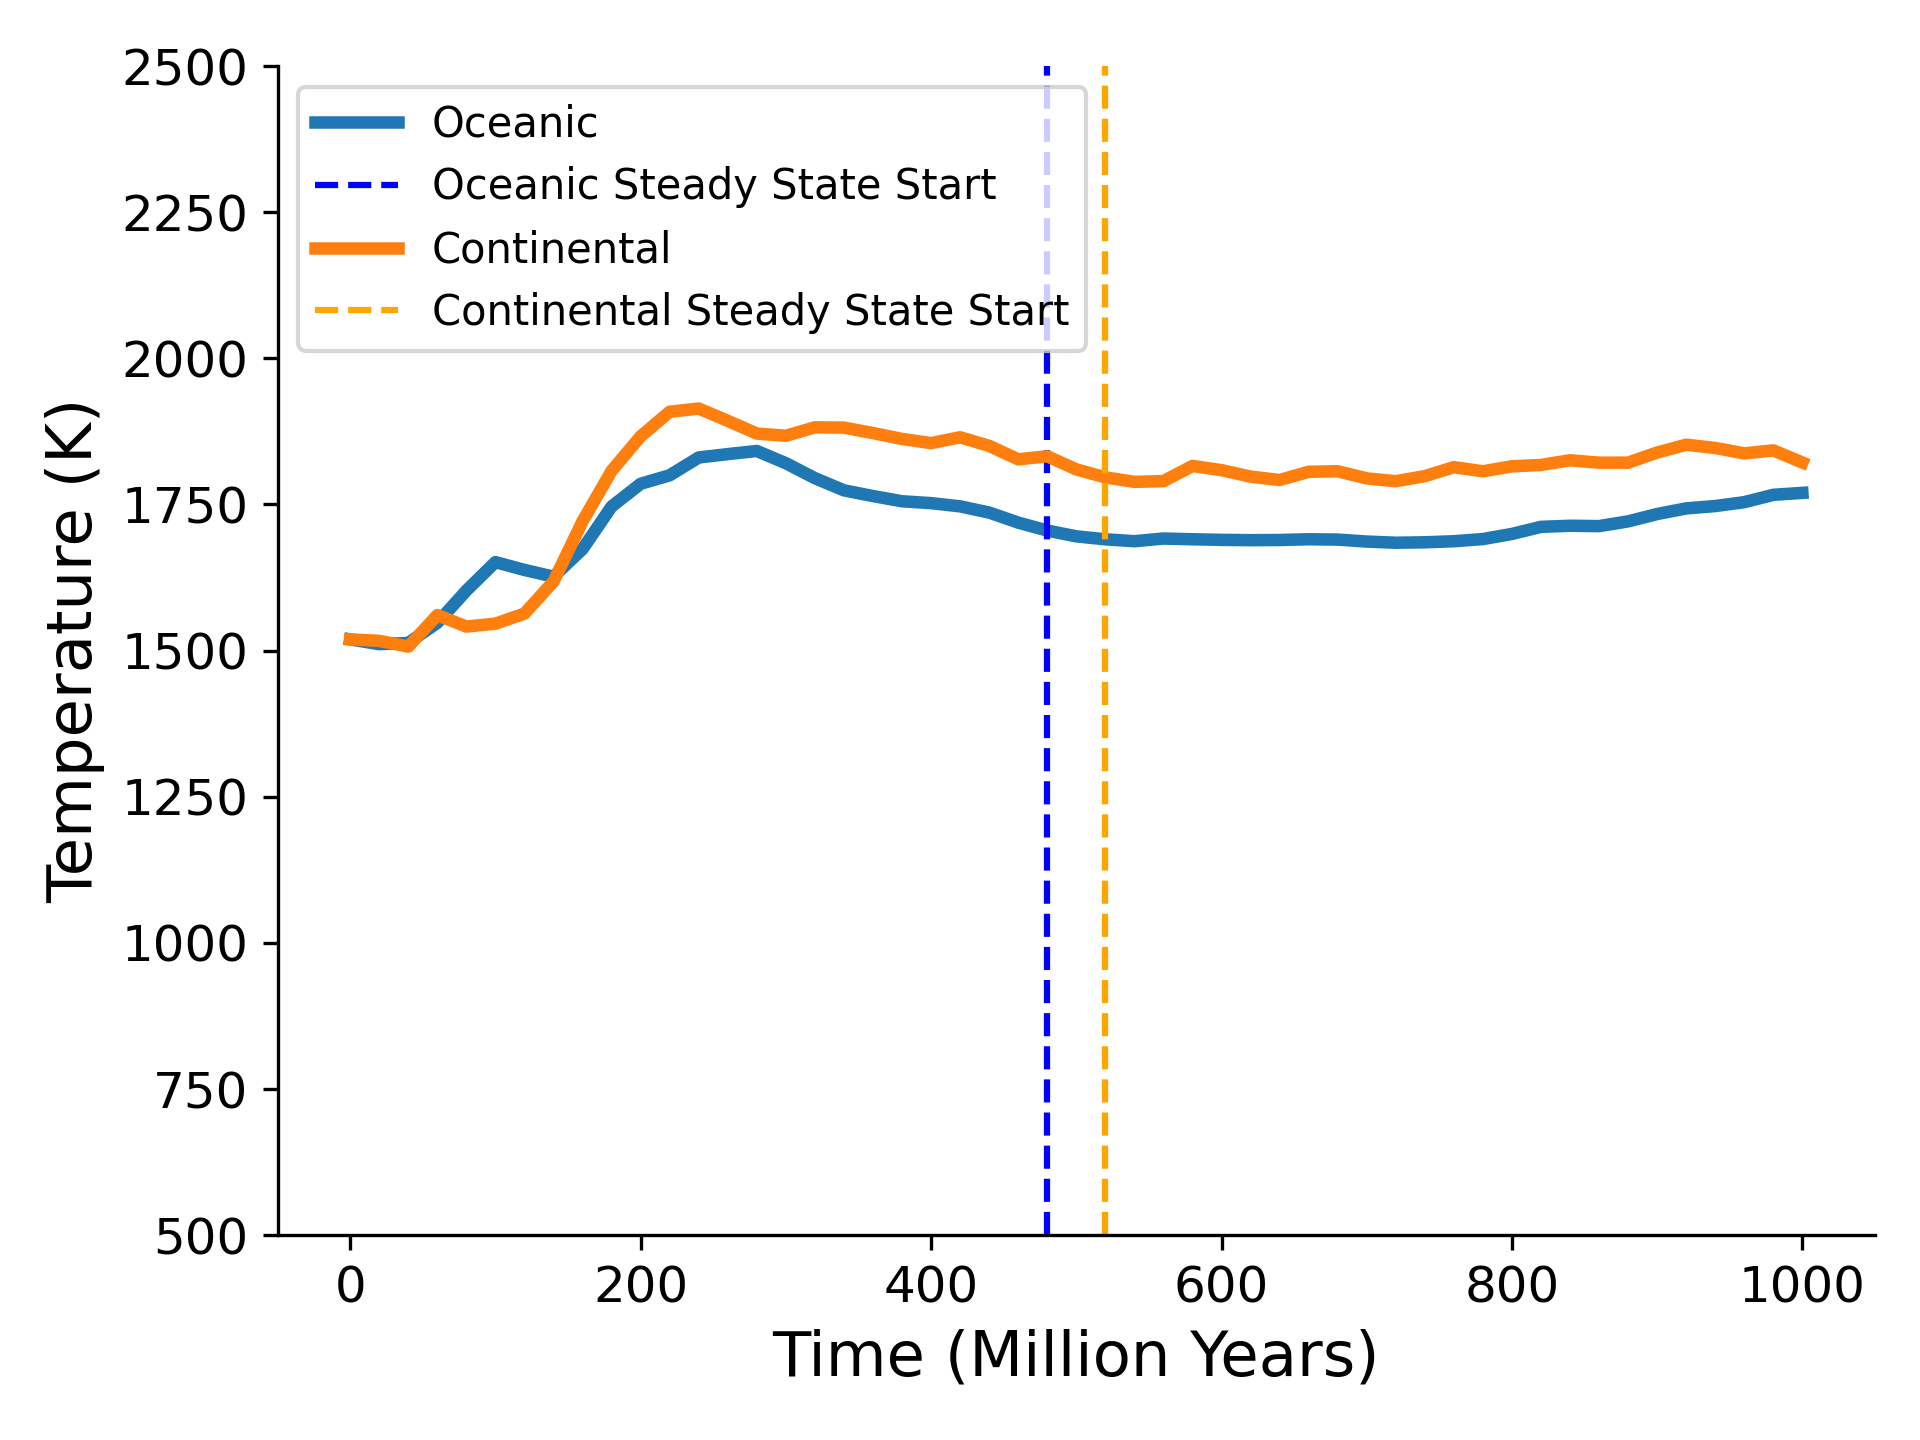 2500
2250
2000
1750
1500
1250
1000
750
500
Temperature (K)
Oceanic
Oceanic Steady State Start
Continental
Continental Steady State Start
0 200 400 600 800 1000
Time (Million Years)